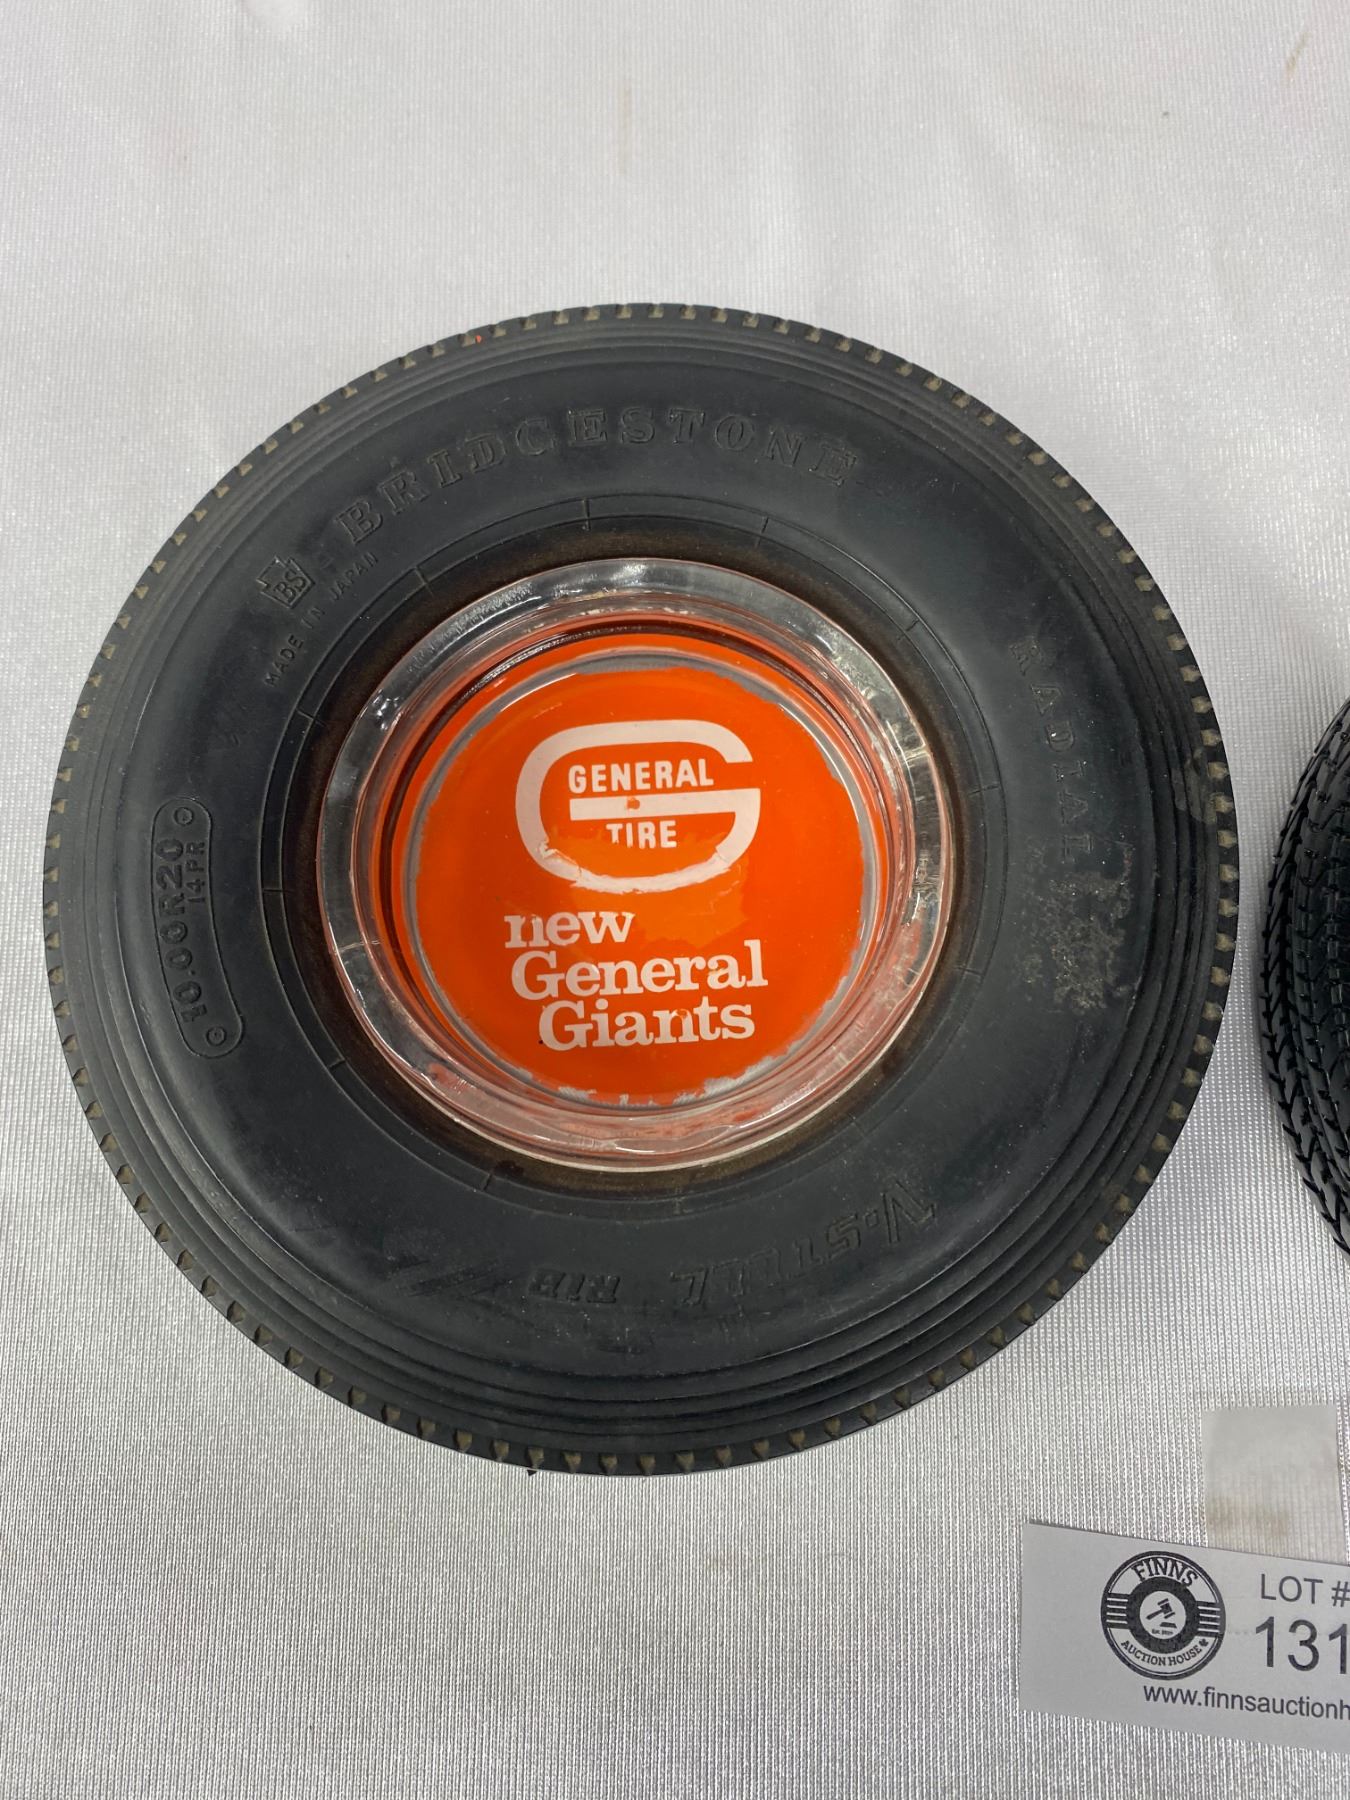 BRIDGESTONE
BS
MADE IN JAPAN
RADIAL
10.00R20
14PR
V·STEEL RIB
GENERAL
TIRE
new
General
Giants
FINNS
AUCTION HOUSE
LOT #
131
www.finnsauctionh